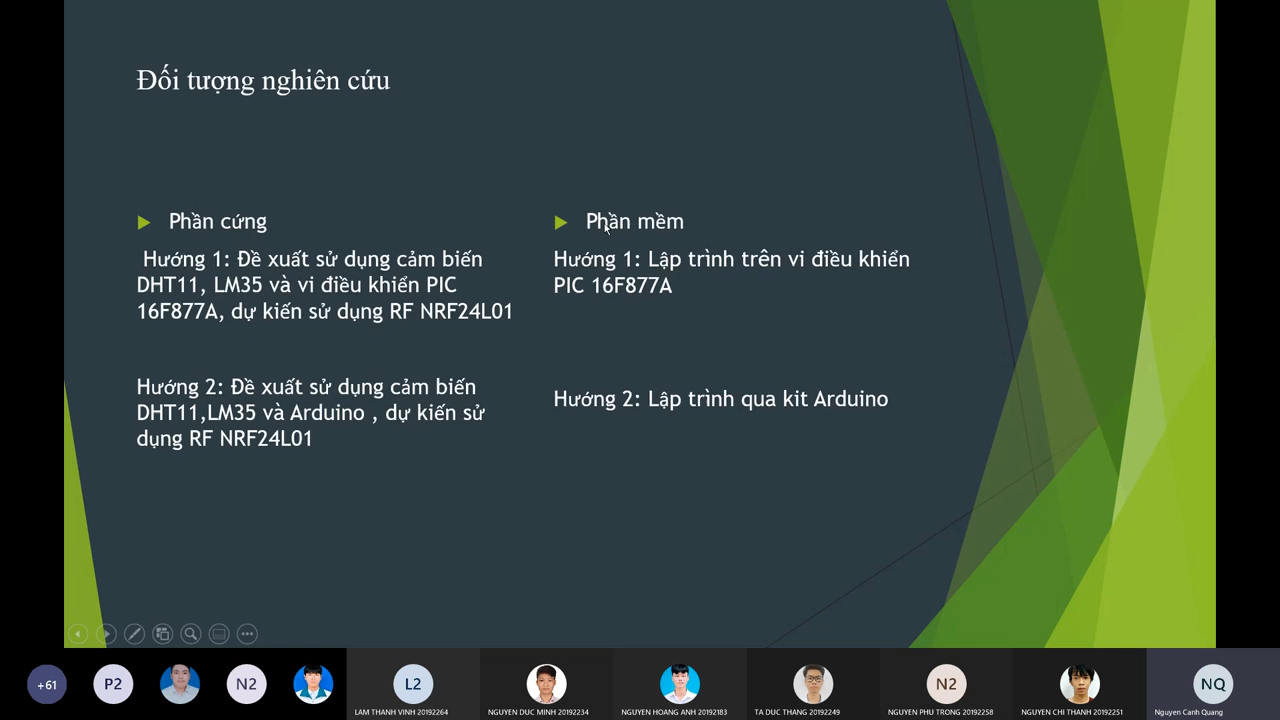 Đối tượng nghiên cứu
Phần cứng
Hướng 1: Đề xuất sử dụng cảm biến
DHT11, LM35 và vi điều khiển PIC
16F877A, dự kiến sử dụng RF NRF24L01
Hướng 2: Đề xuất sử dụng cảm biến
DHT11,LM35 và Arduino , dự kiến sử
dụng RF NRF24L01
Phần mềm
Hướng 1: Lập trình trên vi điều khiển
PIC 16F877A
Hướng 2: Lập trình qua kit Arduino
+61
P2
N2
L2
N2
NQ
LAM THANH VINH 20192264
NGUYEN DUC MINH 20192234
NGUYEN HOANG ANH 20192183
TA DUC THANG 20192249
NGUYEN PHU TRONG 20192258
NGUYEN CHI THANH 20192251
Nguyen Canh Quang